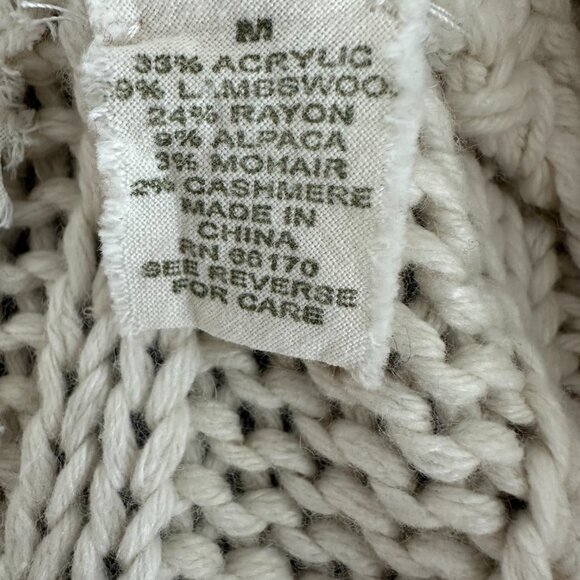 M
33% ACRYLIC
9% LAMBSWOO
24% RAYON
9% ALPACA
3% MOHAIR
2% CASHMERE
MADE IN
CHINA
RN 86170
SEE REVERSE
FOR CARE